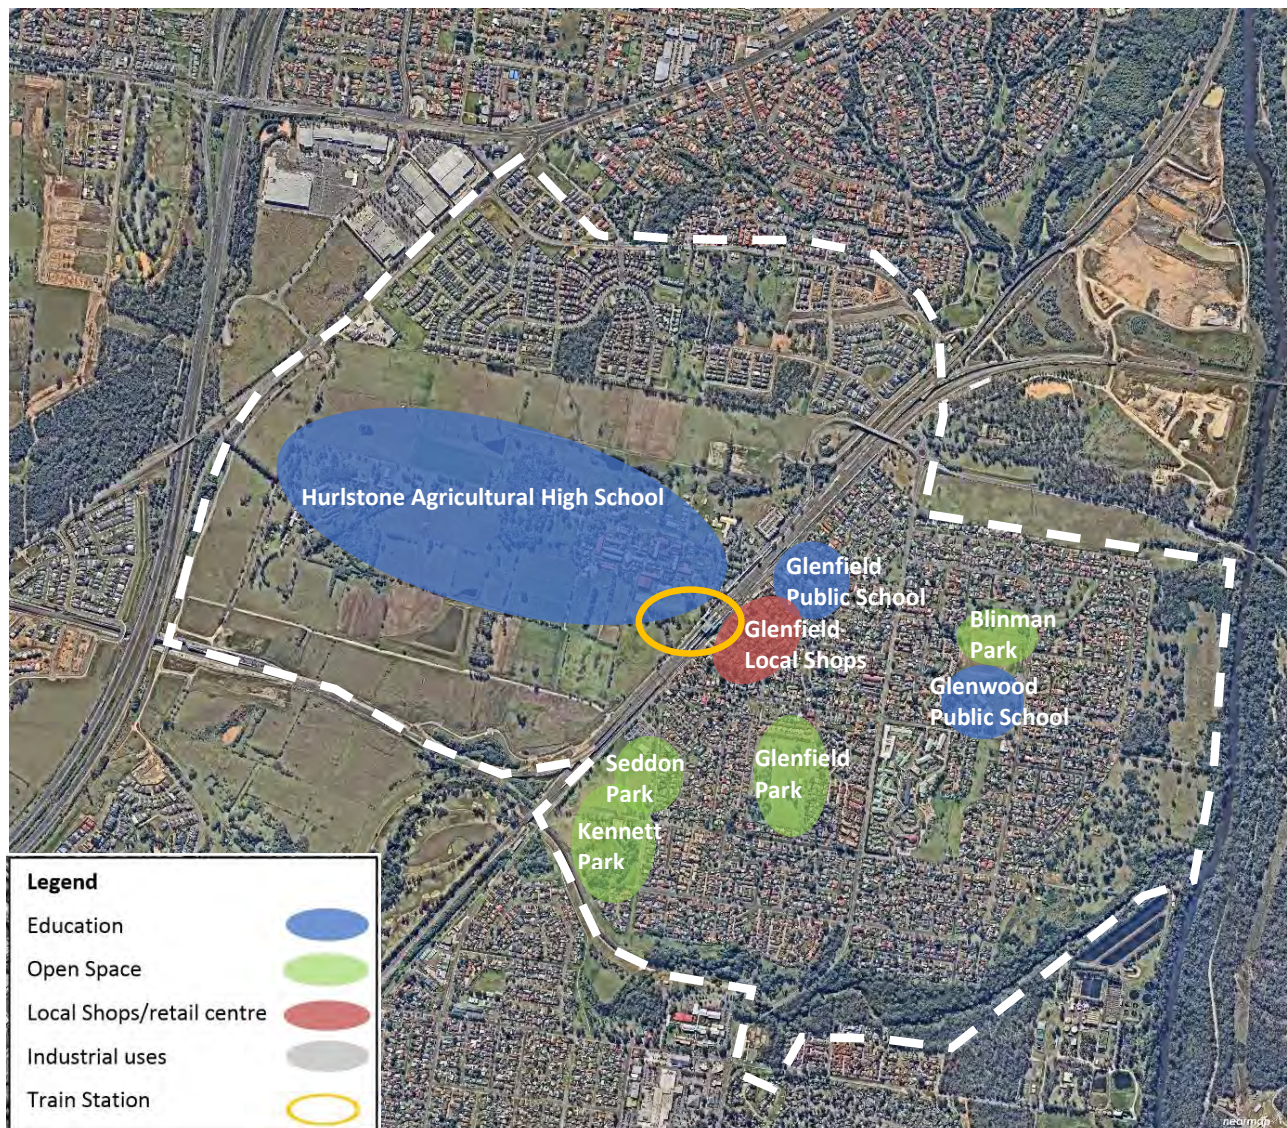 Hurlstone Agricultural High School
Glenfield
Public School
Glenfield
Local Shops
Blinman
Park
Glenwood
Public School
Seddon
Park
Glenfield
Park
Kennett
Park
Legend
Education
Open Space
Local Shops/retail centre
Industrial uses
Train Station
nearmap